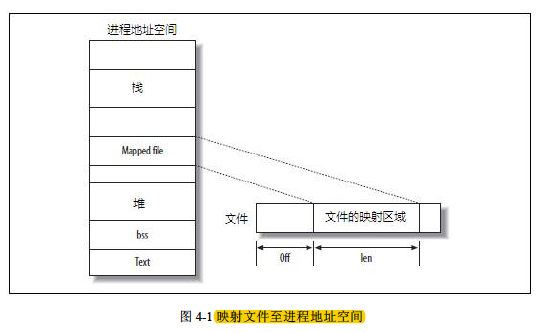 进程地址空间
栈
Mapped file
堆
bss
Text
文件
文件的映射区域
0ff
len
图 4-1 映射文件至进程地址空间